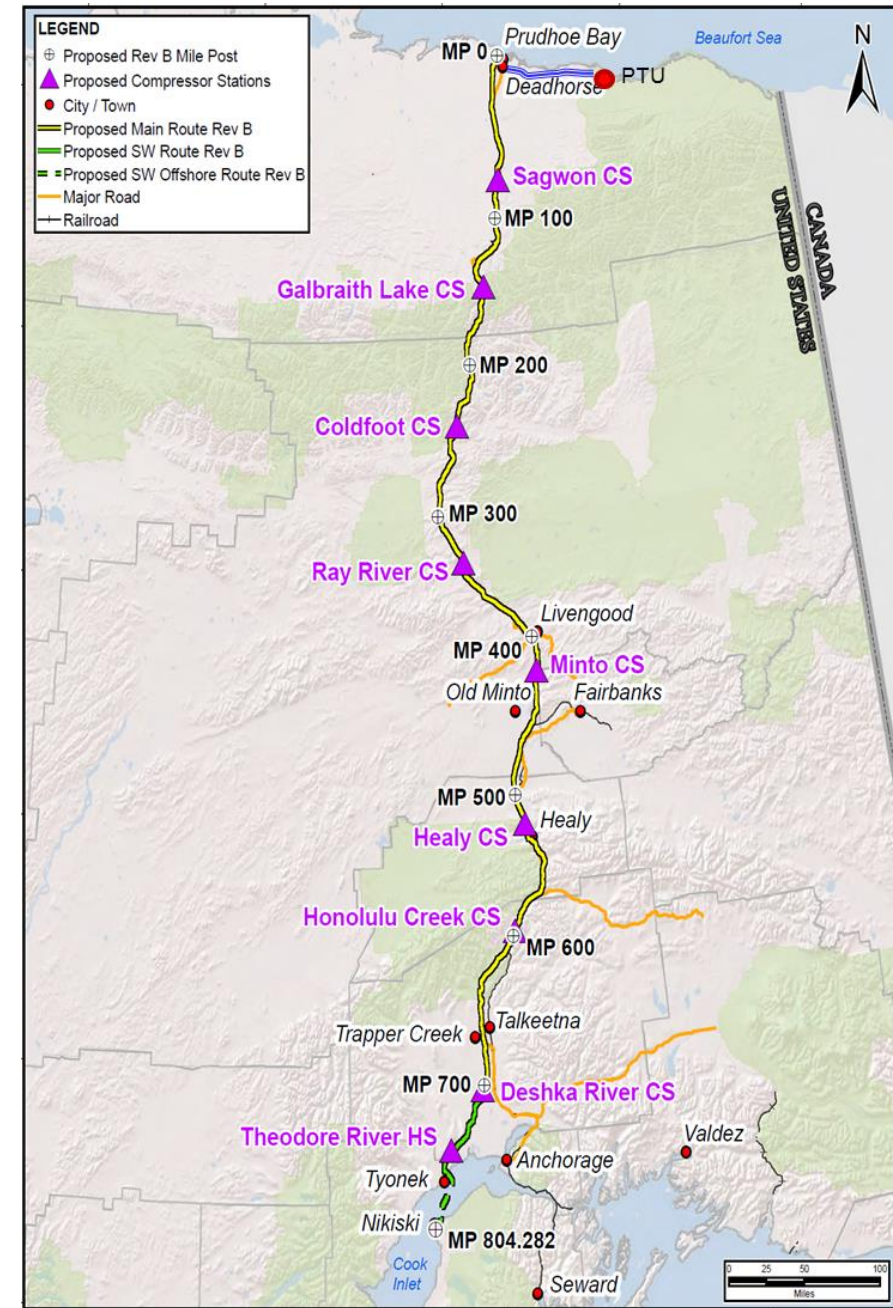 LEGEND
Proposed Rev B Mile Post
Proposed Compressor Stations
City / Town
Proposed Main Route Rev B
Proposed SW Route Rev B
Proposed SW Offshore Route Rev B
Major Road
Railroad
MP 0
Prudhoe Bay
Beaufort Sea
N
Deadhorse
PTU
Sagwon CS
MP 100
CANADA
UNITED STATES
Galbraith Lake CS
MP 200
Coldfoot CS
MP 300
Ray River CS
Livengood
MP 400
Minto CS
Old Minto
Fairbanks
MP 500
Healy
Healy CS
Honolulu Creek CS
MP 600
Talkeetna
Trapper Creek
MP 700
Deshka River CS
Theodore River HS
Valdez
Anchorage
Tyonek
Nikiski
MP 804.282
Cook
Inlet
Seward
0 25 50 100
Miles